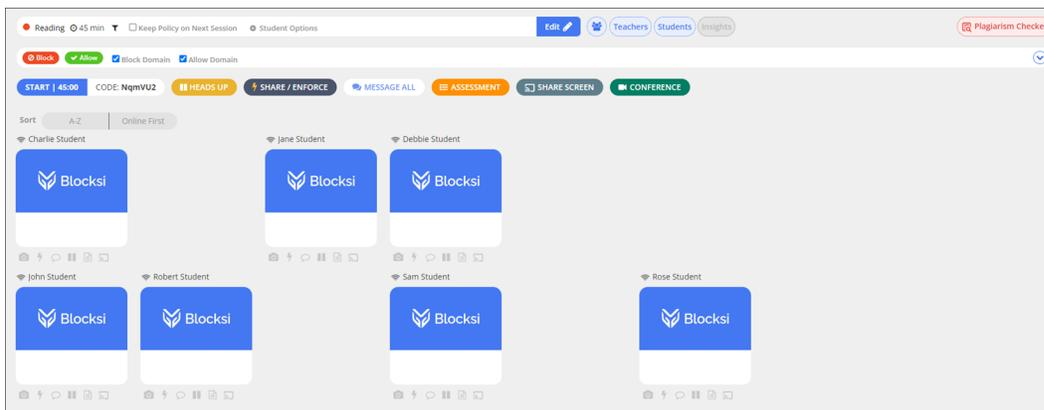 Reading 45 min Keep Policy on Next Session Student Options Edit Teachers Students Insights Plagiarism Checke
Block Allow Block Domain Allow Domain
START | 45:00 CODE: NqmVU2 HEADS UP SHARE / ENFORCE MESSAGE ALL ASSESSMENT SHARE SCREEN CONFERENCE
Sort A-Z Online First
Charlie Student Jane Student Debbie Student
Blocksi Blocksi Blocksi
John Student Robert Student Sam Student Rose Student
Blocksi Blocksi Blocksi Blocksi